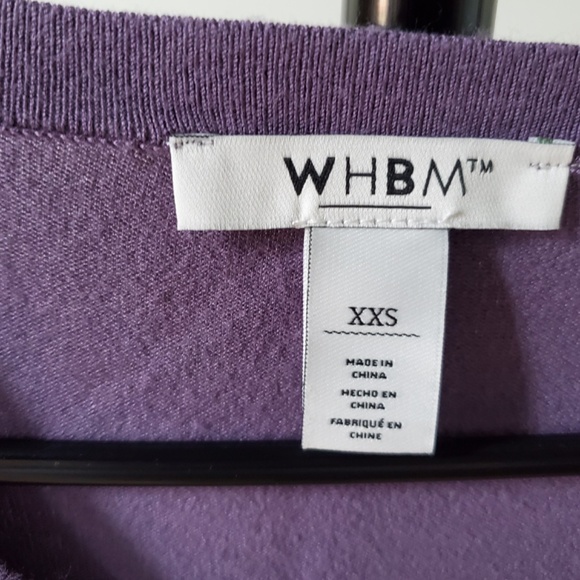 WHBM™
XXS
MADE IN
CHINA
HECHO EN
CHINA
FABRIQUÉ EN
CHINE